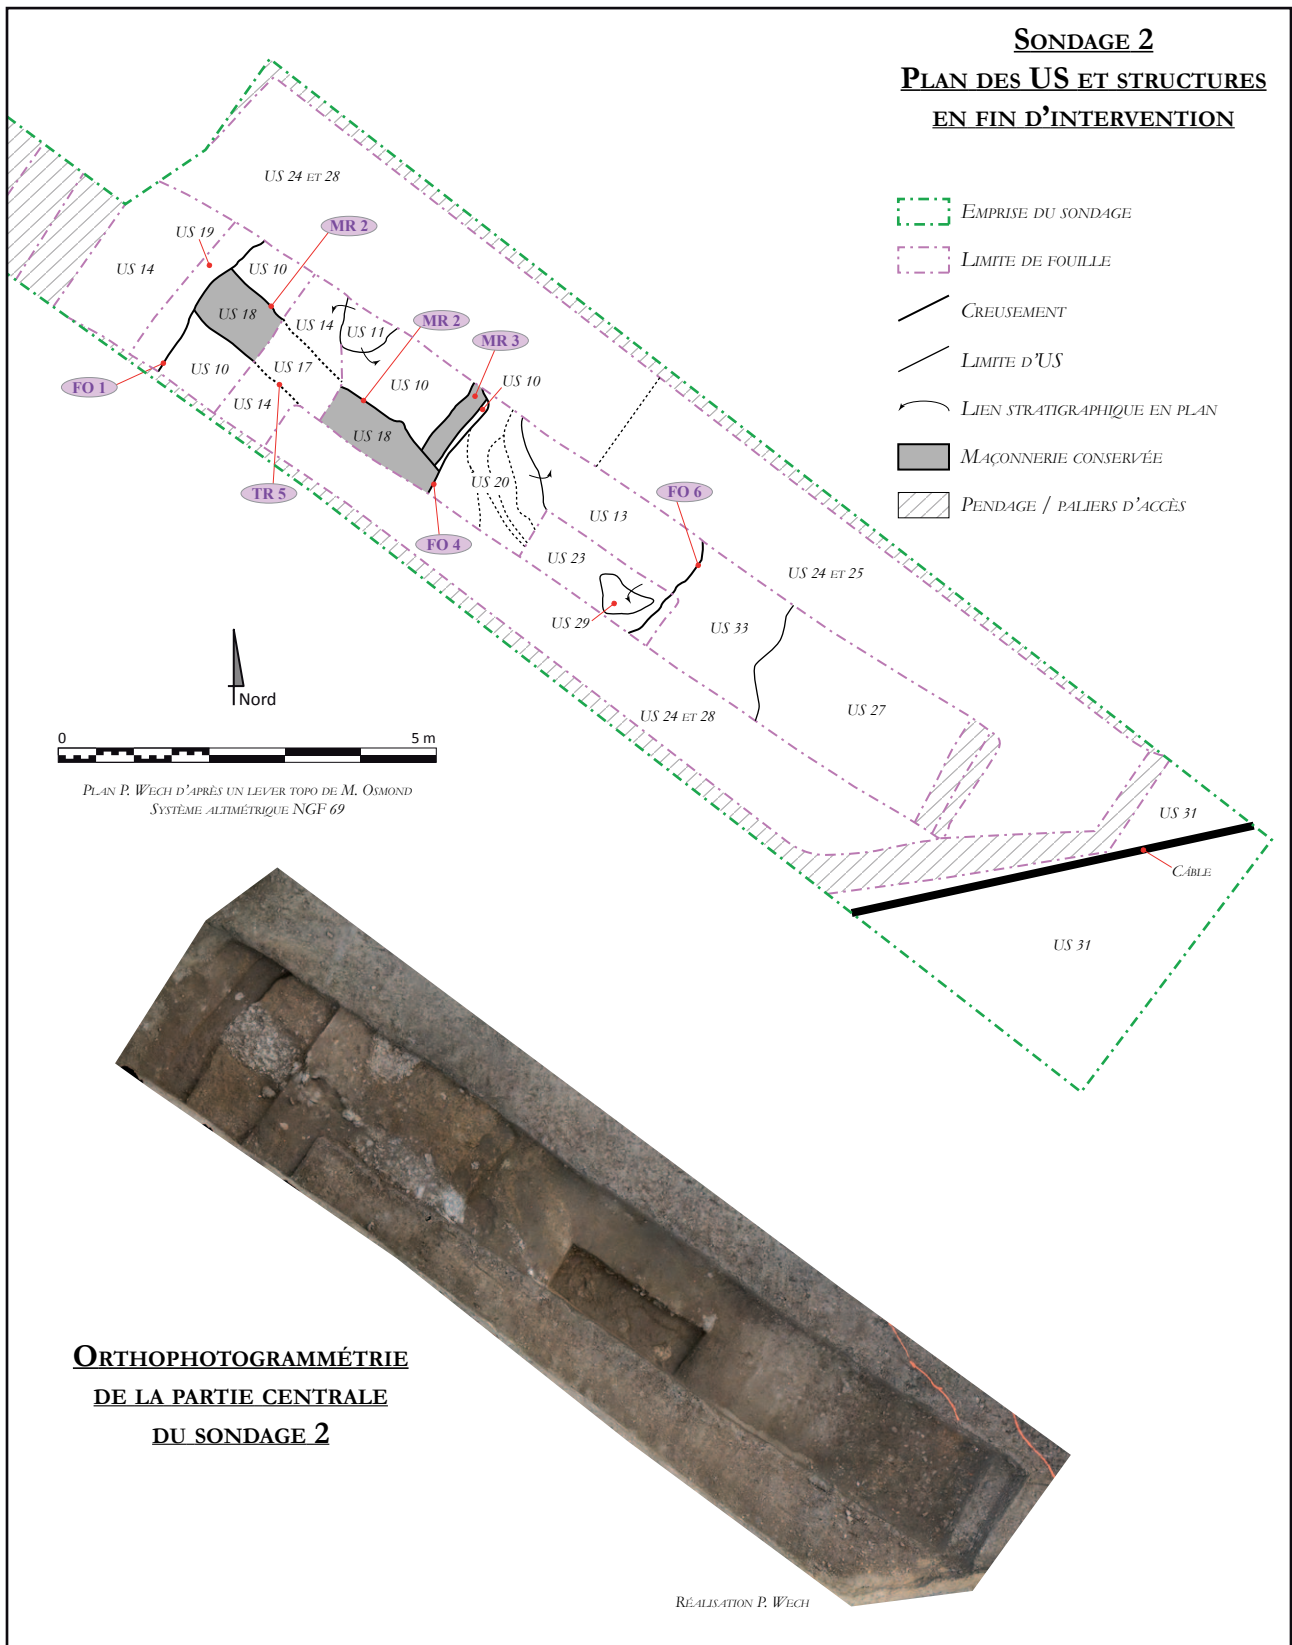 Sondage 2
Plan des US et structures
en fin d'intervention
Emprise du sondage
Limite de fouille
Creusement
Limite d'US
Lien stratigraphique en plan
Maçonnerie conservée
Pendage / paliers d'accès
US 24 et 28
US 19
MR 2
US 14
US 10
US 18
US 14
US 11
MR 2
MR 3
US 10
FO 1
US 10
US 17
US 14
US 10
US 18
US 20
TR 5
FO 4
FO 6
US 13
US 23
US 29
US 24 et 25
US 33
US 24 et 28
US 27
US 31
Câble
US 31
Nord
0 5 m
Plan P. Wech d'après un lever topo de M. Osmond
Système altimétrique NGF 69
Orthophotogrammétrie
de la partie centrale
du sondage 2
Réalisation P. Wech